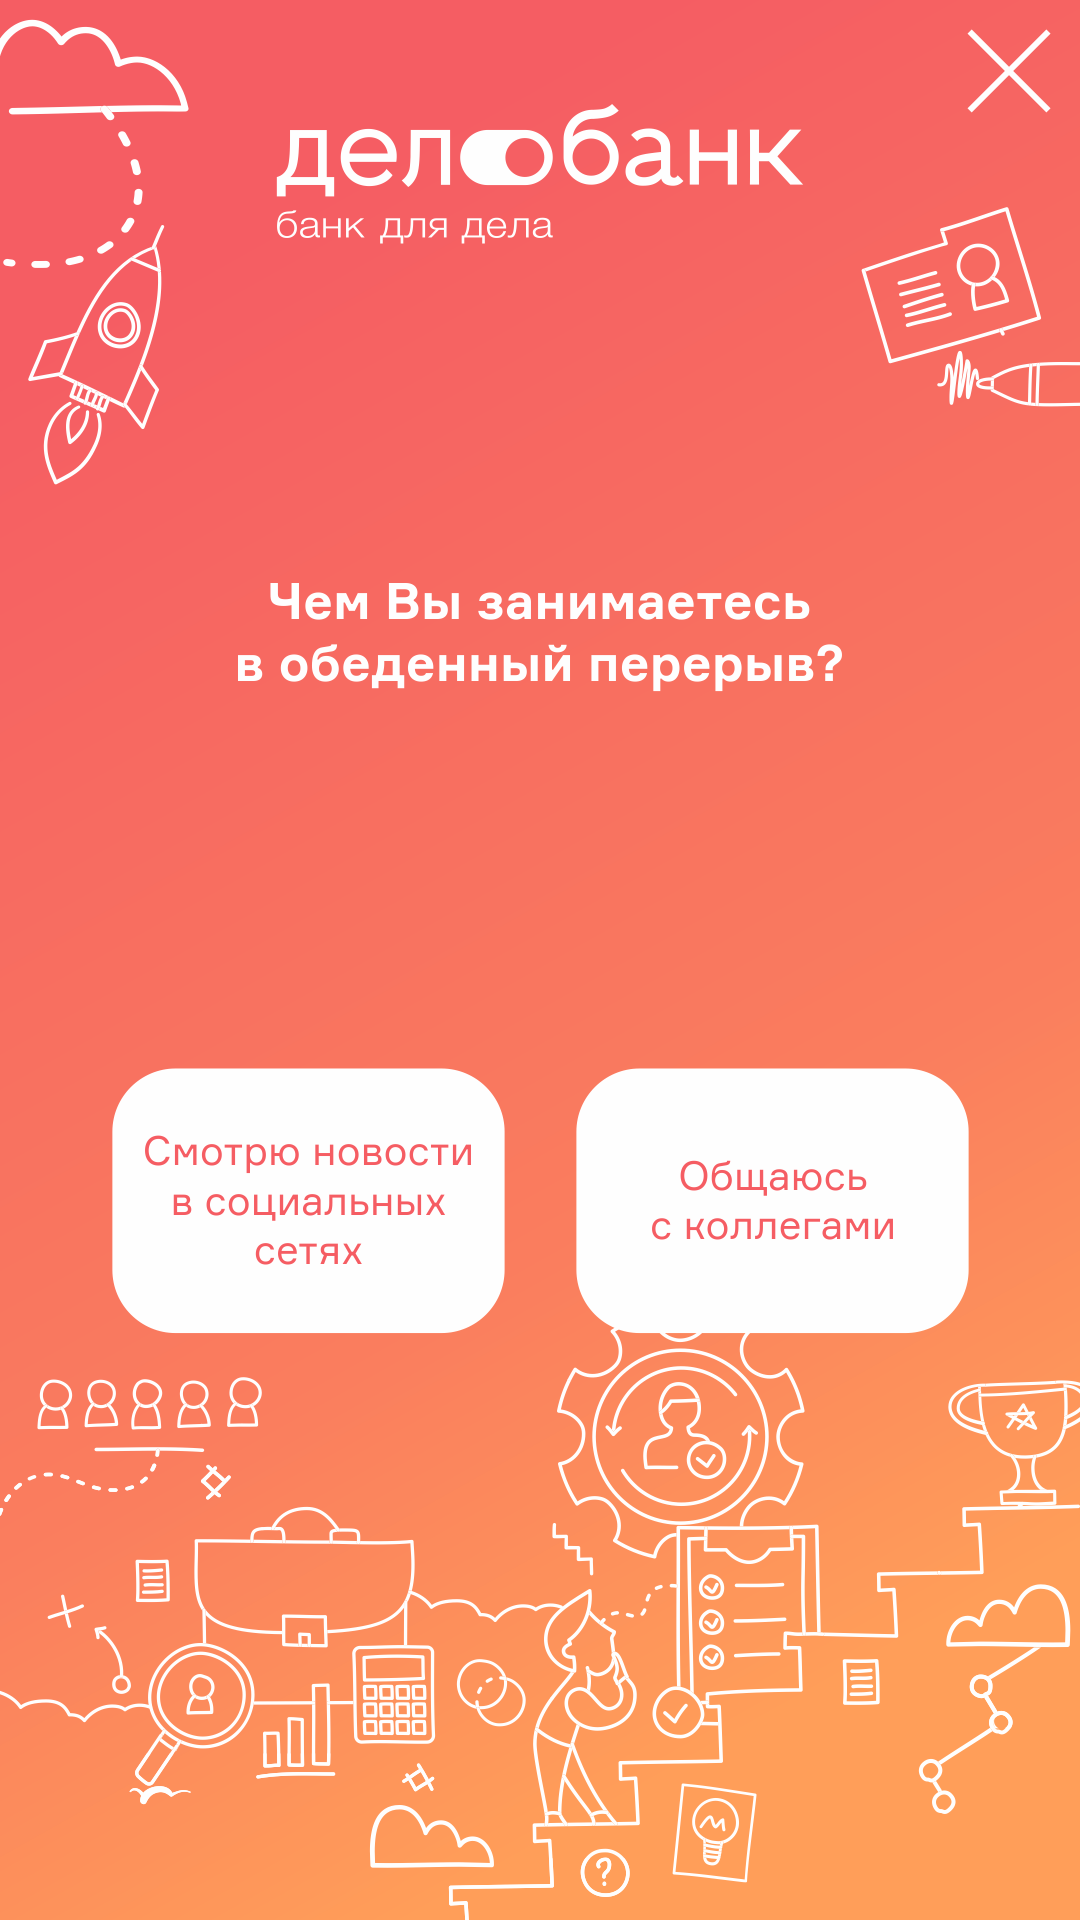 делобанк
банк для дела
Чем Вы занимаетесь
в обеденный перерыв?
Смотрю новости
в социальных
сетях
Общаюсь
с коллегами
?